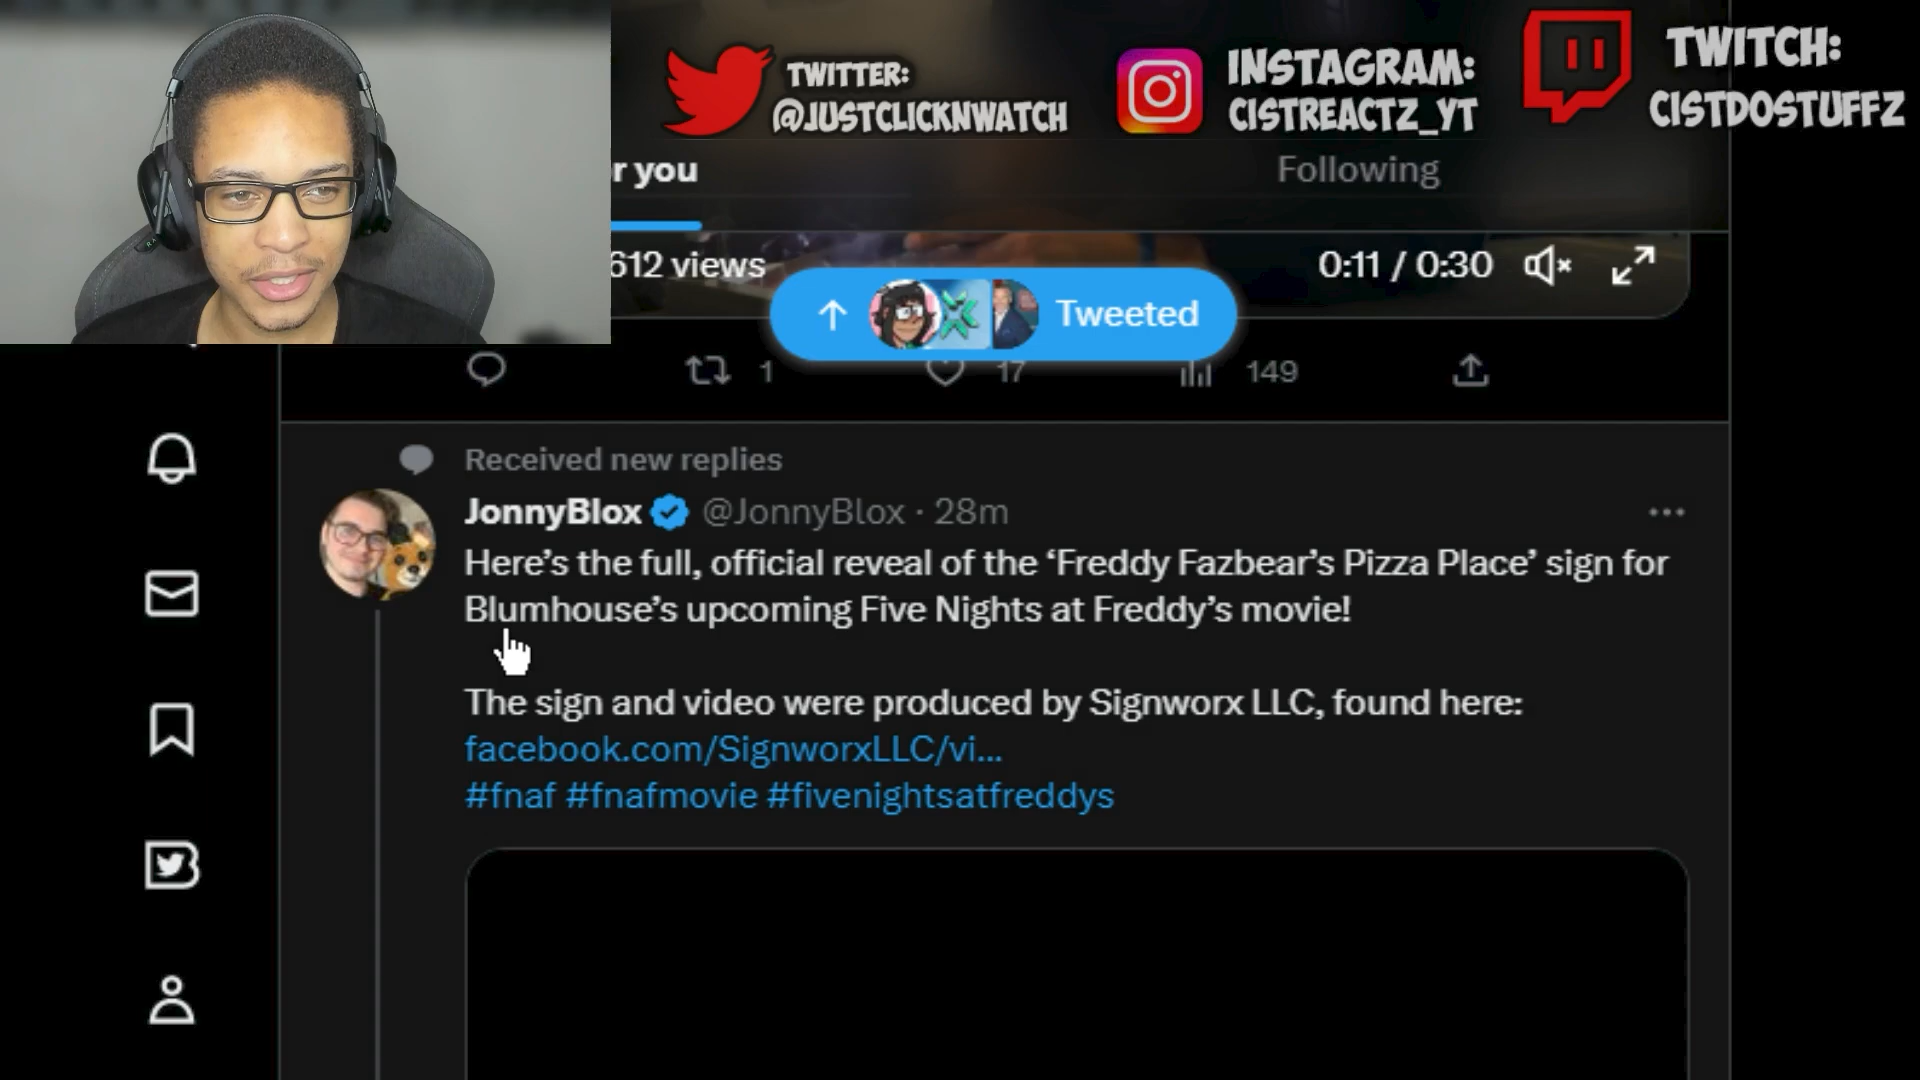 TWITTER:
@JUSTCLICKNWATCH
INSTAGRAM:
CISTREACTZ_YT
TWITCH:
CISTDOSTUFFZ
r you
Following
612 views
0:11 / 0:30
Tweeted
1
17
149
Received new replies
JonnyBlox @JonnyBlox · 28m
Here’s the full, official reveal of the ‘Freddy Fazbear’s Pizza Place’ sign for
Blumhouse’s upcoming Five Nights at Freddy’s movie!
The sign and video were produced by Signworx LLC, found here:
facebook.com/SignworxLLC/vi...
#fnaf #fnafmovie #fivenightsatfreddys